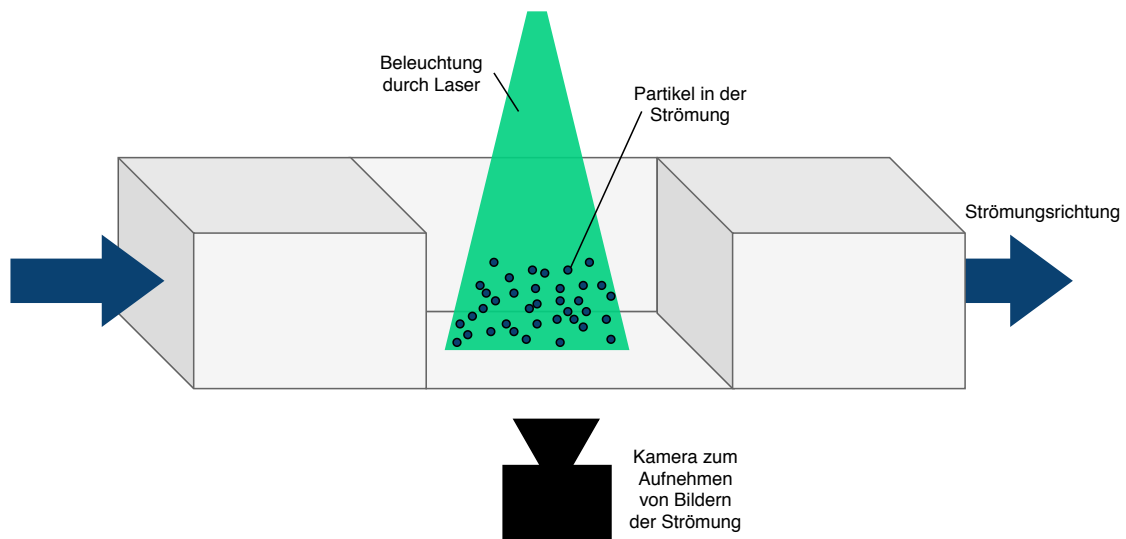 Beleuchtung
durch Laser
Partikel in der
Strömung
Strömungsrichtung
Kamera zum
Aufnehmen
von Bildern
der Strömung